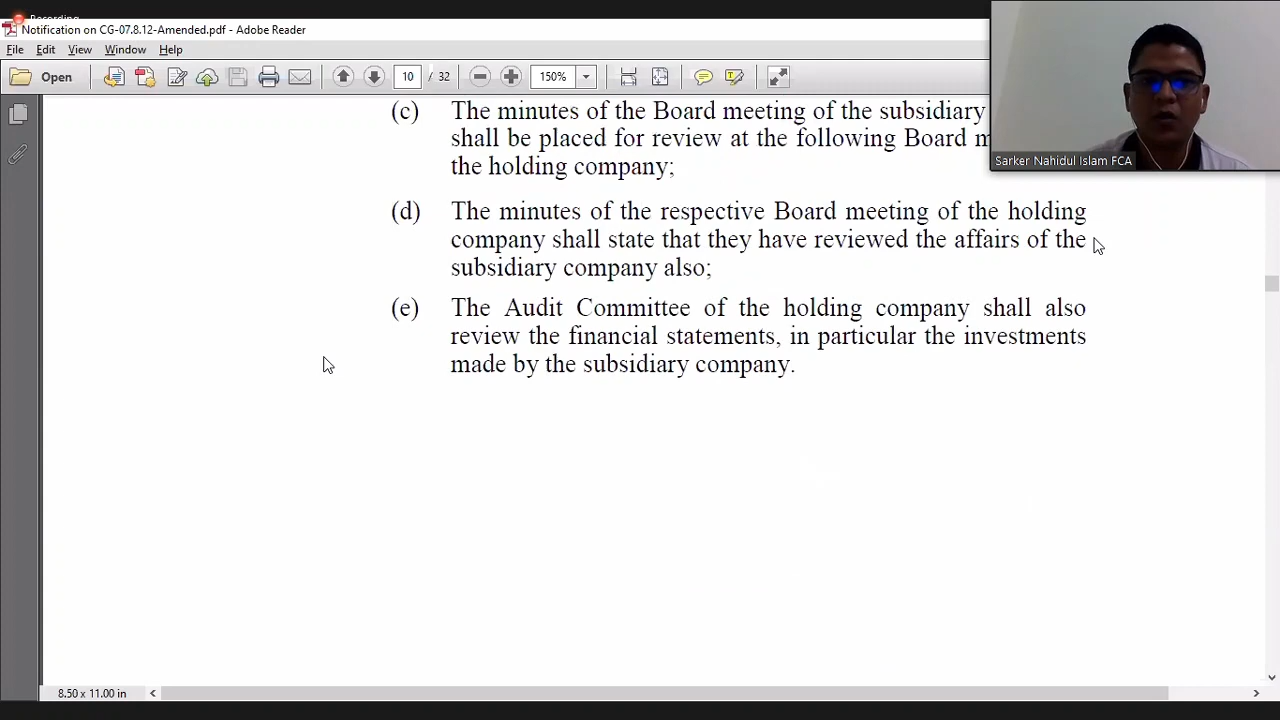 Recording
Notification on CG-07.8.12-Amended.pdf - Adobe Reader
File Edit View Window Help
Open 10 / 32 150%
(c) The minutes of the Board meeting of the subsidiary
shall be placed for review at the following Board
the holding company;
Sarker Nahidul Islam FCA
(d) The minutes of the respective Board meeting of the holding
company shall state that they have reviewed the affairs of the
subsidiary company also;
(e) The Audit Committee of the holding company shall also
review the financial statements, in particular the investments
made by the subsidiary company.
8.50 x 11.00 in